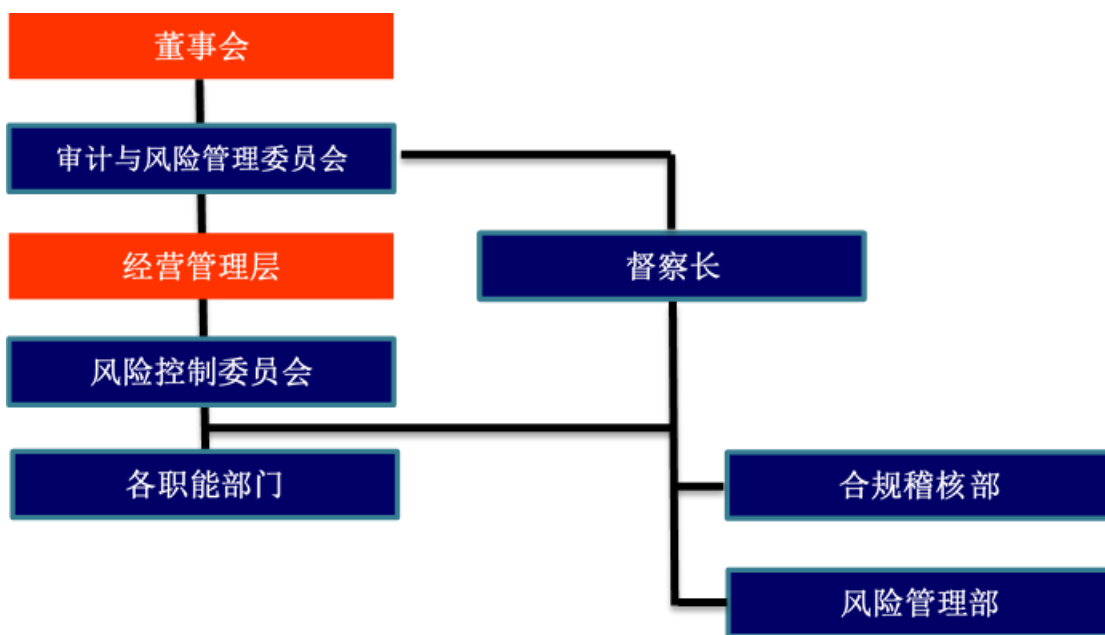 董事会
审计与风险管理委员会
经营管理层
督察长
风险控制委员会
各职能部门
合规稽核部
风险管理部